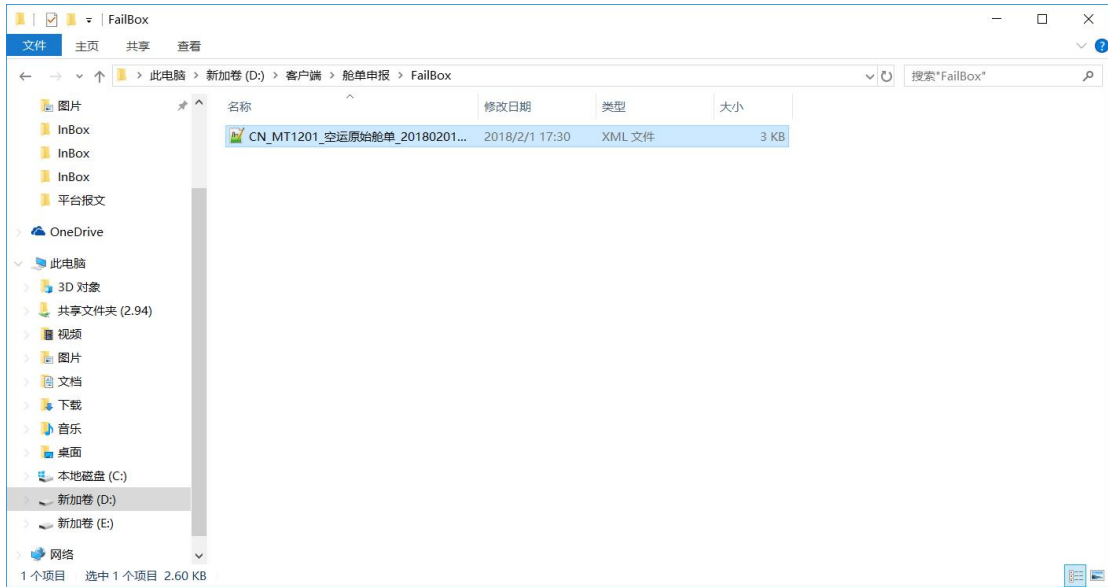 FailBox
文件 主页 共享 查看
此电脑 > 新加卷 (D:) > 客户端 > 舱单申报 > FailBox
搜索"FailBox"
名称 修改日期 类型 大小
CN_MT1201_空运原始舱单_20180201... 2018/2/1 17:30 XML 文件 3 KB
图片
InBox
InBox
InBox
平台报文
OneDrive
此电脑
3D 对象
共享文件夹 (2.94)
视频
图片
文档
下载
音乐
桌面
本地磁盘 (C:)
新加卷 (D:)
新加卷 (E:)
网络
1 个项目 选中 1 个项目 2.60 KB